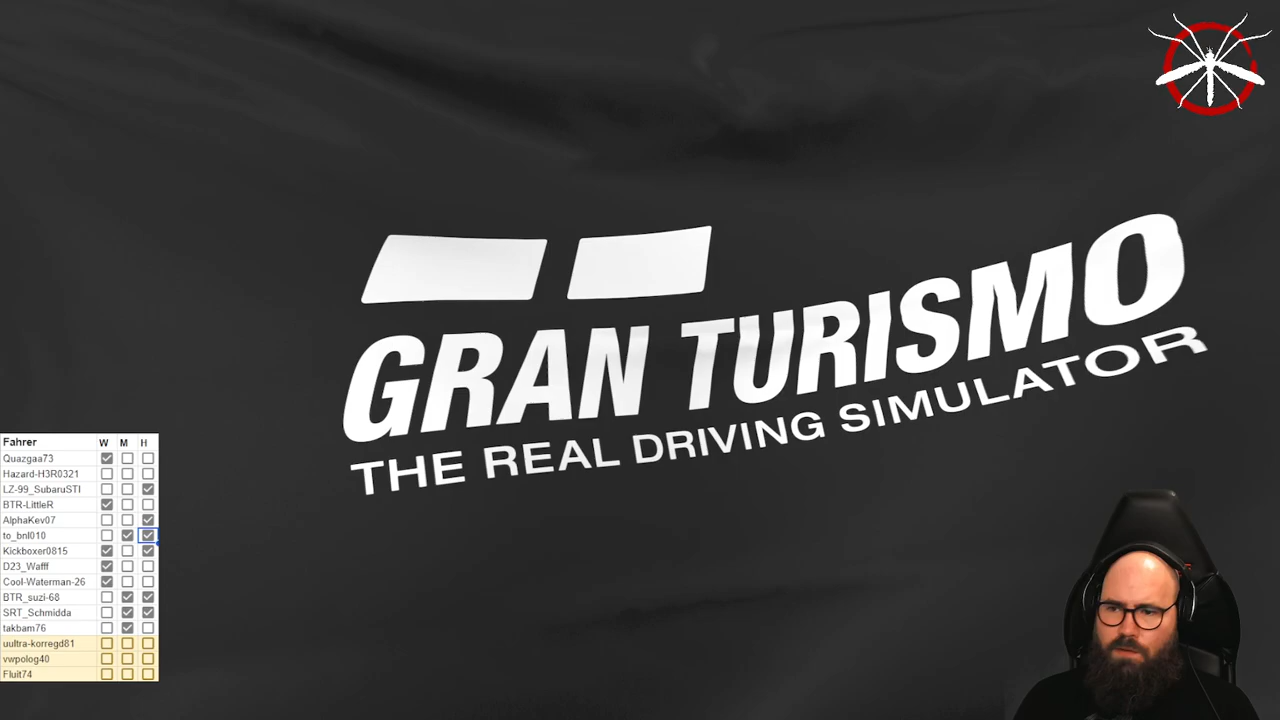 GRAN TURISMO
THE REAL DRIVING SIMULATOR
Fahrer W M H
Quazgaa73
Hazard-H3R0321
LZ-99_SubaruSTI
BTR-LittleR
AlphaKev07
to_bnl010
Kickboxer0815
D23_Wafff
Cool-Waterman-26
BTR_suzi-68
SRT_Schmidda
takbam76
uultra-korregd81
vwpolog40
Fluit74